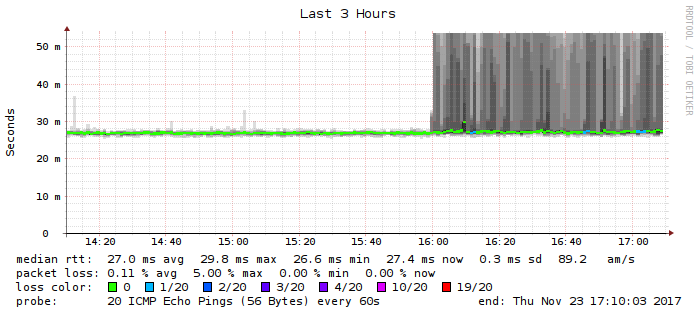 Last 3 Hours
RRDTOOL / TOBI OETIKER
Seconds
50 m
40 m
30 m
20 m
10 m
0
14:20 14:40 15:00 15:20 15:40 16:00 16:20 16:40 17:00
median rtt: 27.0 ms avg 29.8 ms max 26.6 ms min 27.4 ms now 0.3 ms sd 89.2 am/s
packet loss: 0.11 % avg 5.00 % max 0.00 % min 0.00 % now
loss color: 0 1/20 2/20 3/20 4/20 10/20 19/20
probe: 20 ICMP Echo Pings (56 Bytes) every 60s end: Thu Nov 23 17:10:03 2017